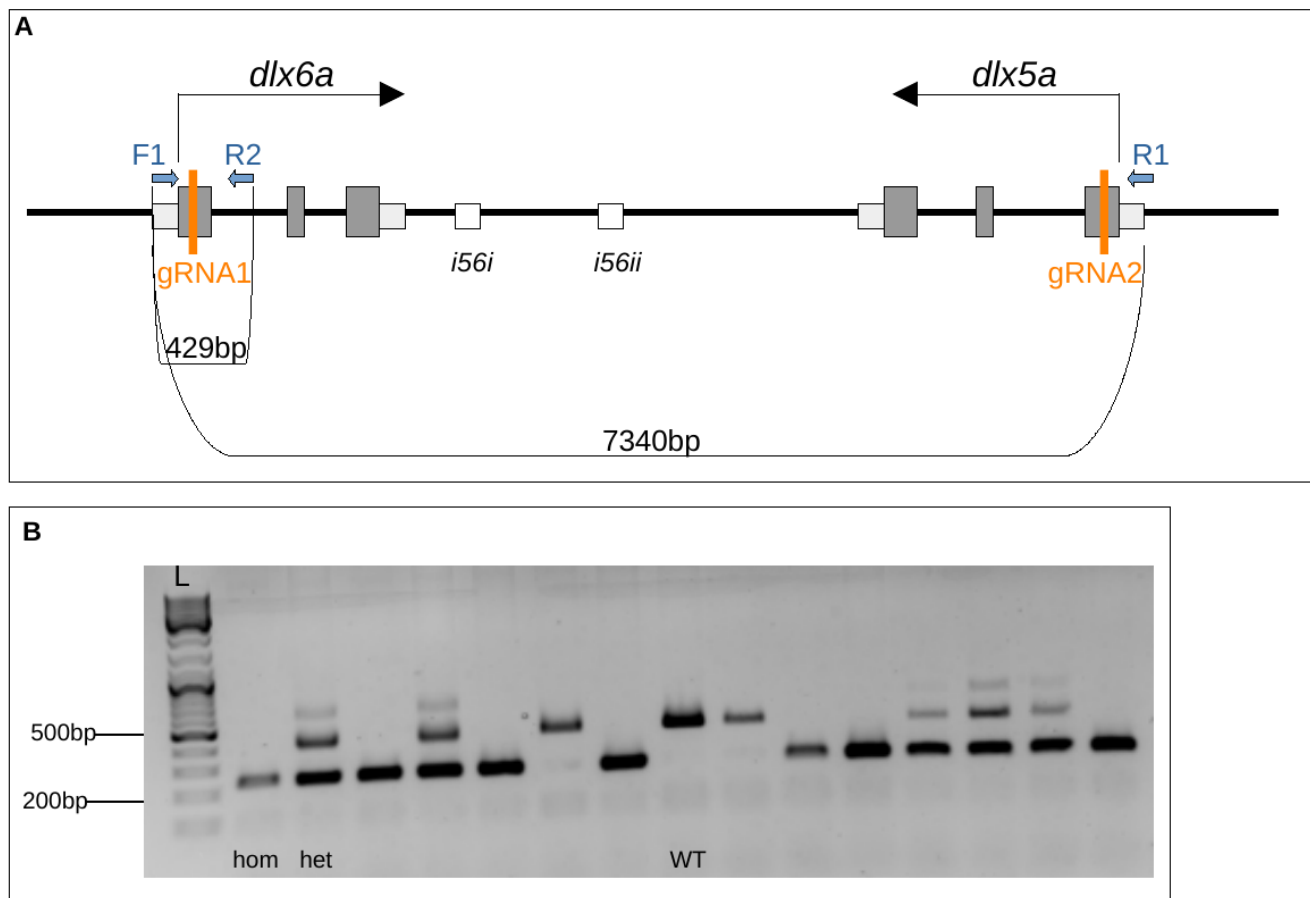 A
dlx6a
dlx5a
F1
R2
R1
i56i
i56ii
gRNA1
gRNA2
429bp
7340bp
B
L
500bp
200bp
hom
het
WT